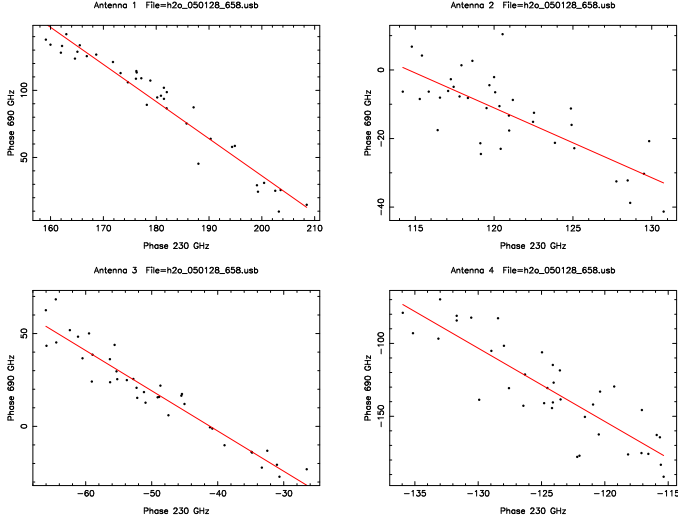 Antenna 1 File=h2o_050128_658.usb
Phase 690 GHz
100
50
160 170 180 190 200 210
Phase 230 GHz
Antenna 2 File=h2o_050128_658.usb
Phase 690 GHz
0
−20
−40
115 120 125 130
Phase 230 GHz
Antenna 3 File=h2o_050128_658.usb
Phase 690 GHz
50
0
−60 −50 −40 −30
Phase 230 GHz
Antenna 4 File=h2o_050128_658.usb
Phase 690 GHz
−100
−150
−135 −130 −125 −120 −115
Phase 230 GHz